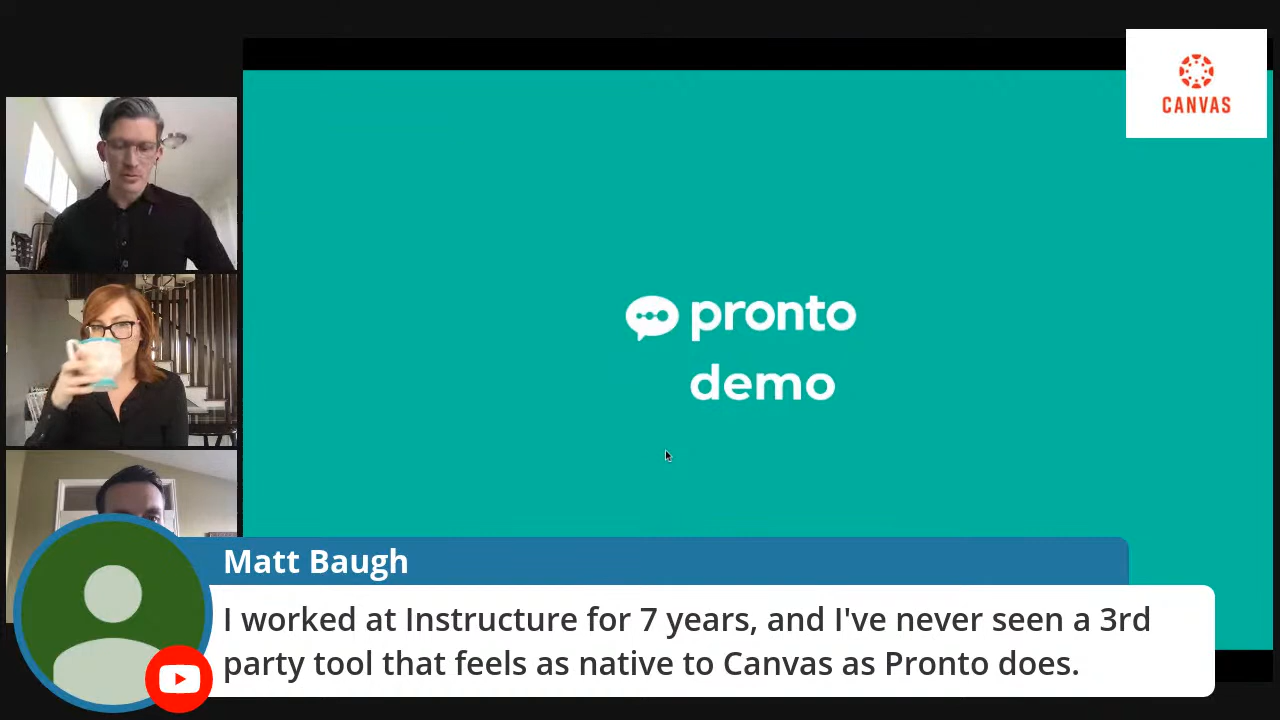 CANVAS
pronto
demo
Matt Baugh
I worked at Instructure for 7 years, and I've never seen a 3rd
party tool that feels as native to Canvas as Pronto does.